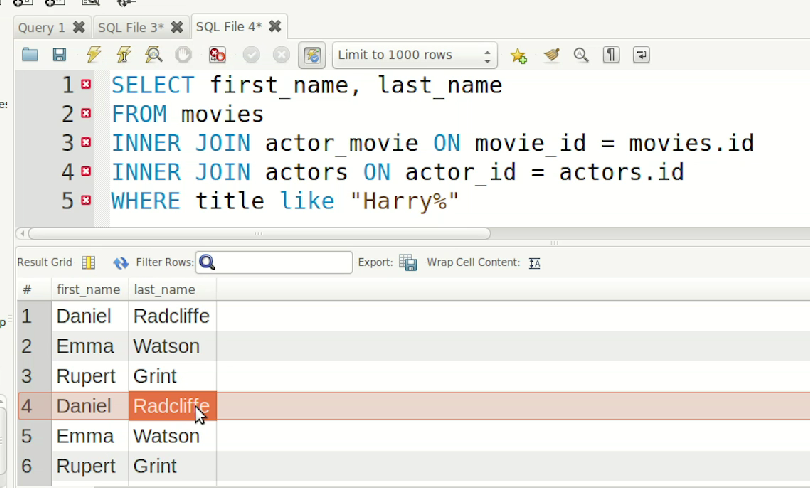 Query 1 SQL File 3* SQL File 4*
Limit to 1000 rows
1 SELECT first_name, last_name
2 FROM movies
3 INNER JOIN actor_movie ON movie_id = movies.id
4 INNER JOIN actors ON actor_id = actors.id
5 WHERE title like "Harry%"
Result Grid Filter Rows: Export: Wrap Cell Content:
# first_name last_name
1 Daniel Radcliffe
2 Emma Watson
3 Rupert Grint
4 Daniel Radcliffe
5 Emma Watson
6 Rupert Grint